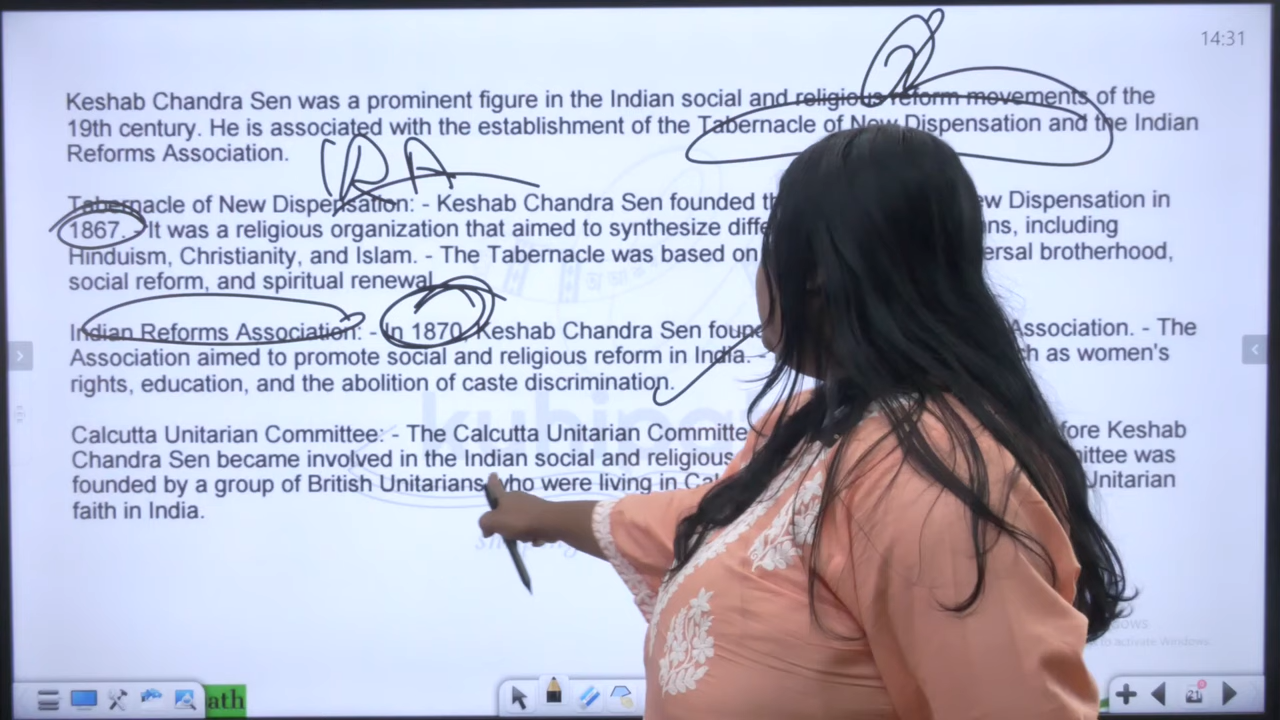 14:31
Keshab Chandra Sen was a prominent figure in the Indian social and religious reform movements of the
19th century. He is associated with the establishment of the Tabernacle of New Dispensation and the Indian
Reforms Association.
IRA
Tabernacle of New Dispensation: - Keshab Chandra Sen founded Dispensation in
1867. - It was a religious organization that aimed to synthesize including
Hinduism, Christianity, and Islam. - The Tabernacle was based on brotherhood,
social reform, and spiritual renewal
Indian Reforms Association: - In 1870, Keshab Chandra Sen Association. - The
Association aimed to promote social and religious reform in India. - as women's
rights, education, and the abolition of caste discrimination.
Calcutta Unitarian Committee: - The Calcutta Unitarian Keshab
Chandra Sen became involved in the Indian social and religious was
founded by a group of British Unitarians who were living in Unitarian
faith in India.
ath
21